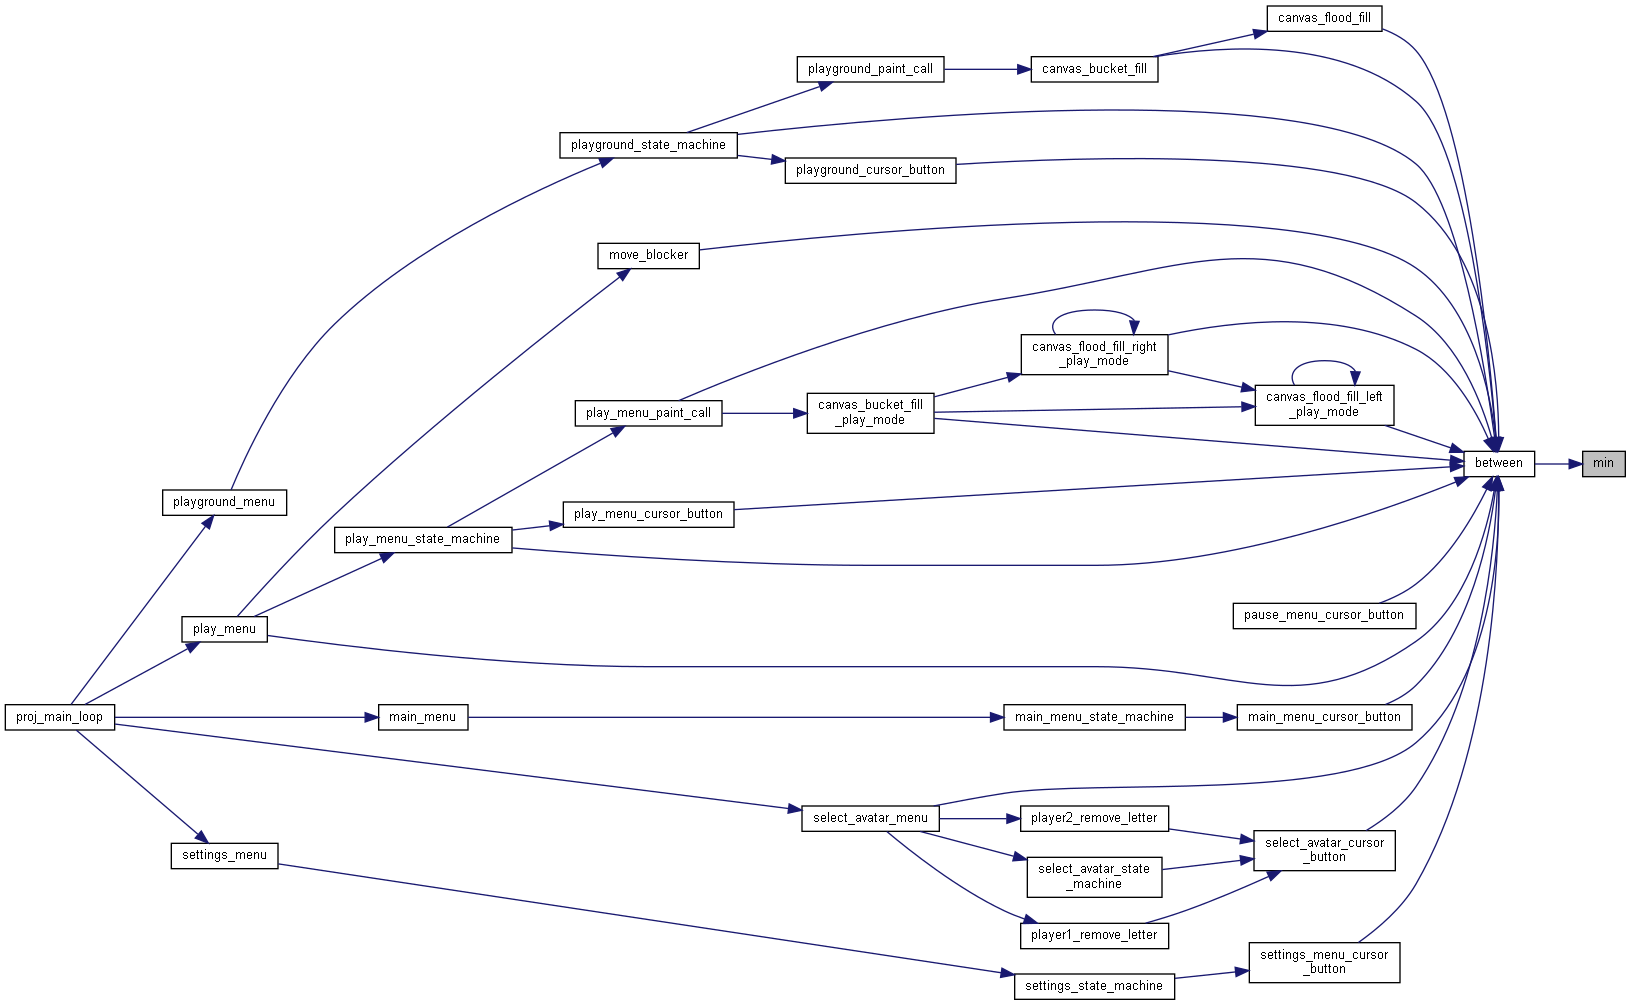 canvas_flood_fill
playground_paint_call
canvas_bucket_fill
playground_state_machine
playground_cursor_button
move_blocker
canvas_flood_fill_right
_play_mode
canvas_flood_fill_left
_play_mode
play_menu_paint_call
canvas_bucket_fill
_play_mode
between
min
playground_menu
play_menu_cursor_button
play_menu_state_machine
pause_menu_cursor_button
play_menu
proj_main_loop
main_menu
main_menu_state_machine
main_menu_cursor_button
select_avatar_menu
player2_remove_letter
select_avatar_cursor
_button
settings_menu
select_avatar_state
_machine
player1_remove_letter
settings_menu_cursor
_button
settings_state_machine